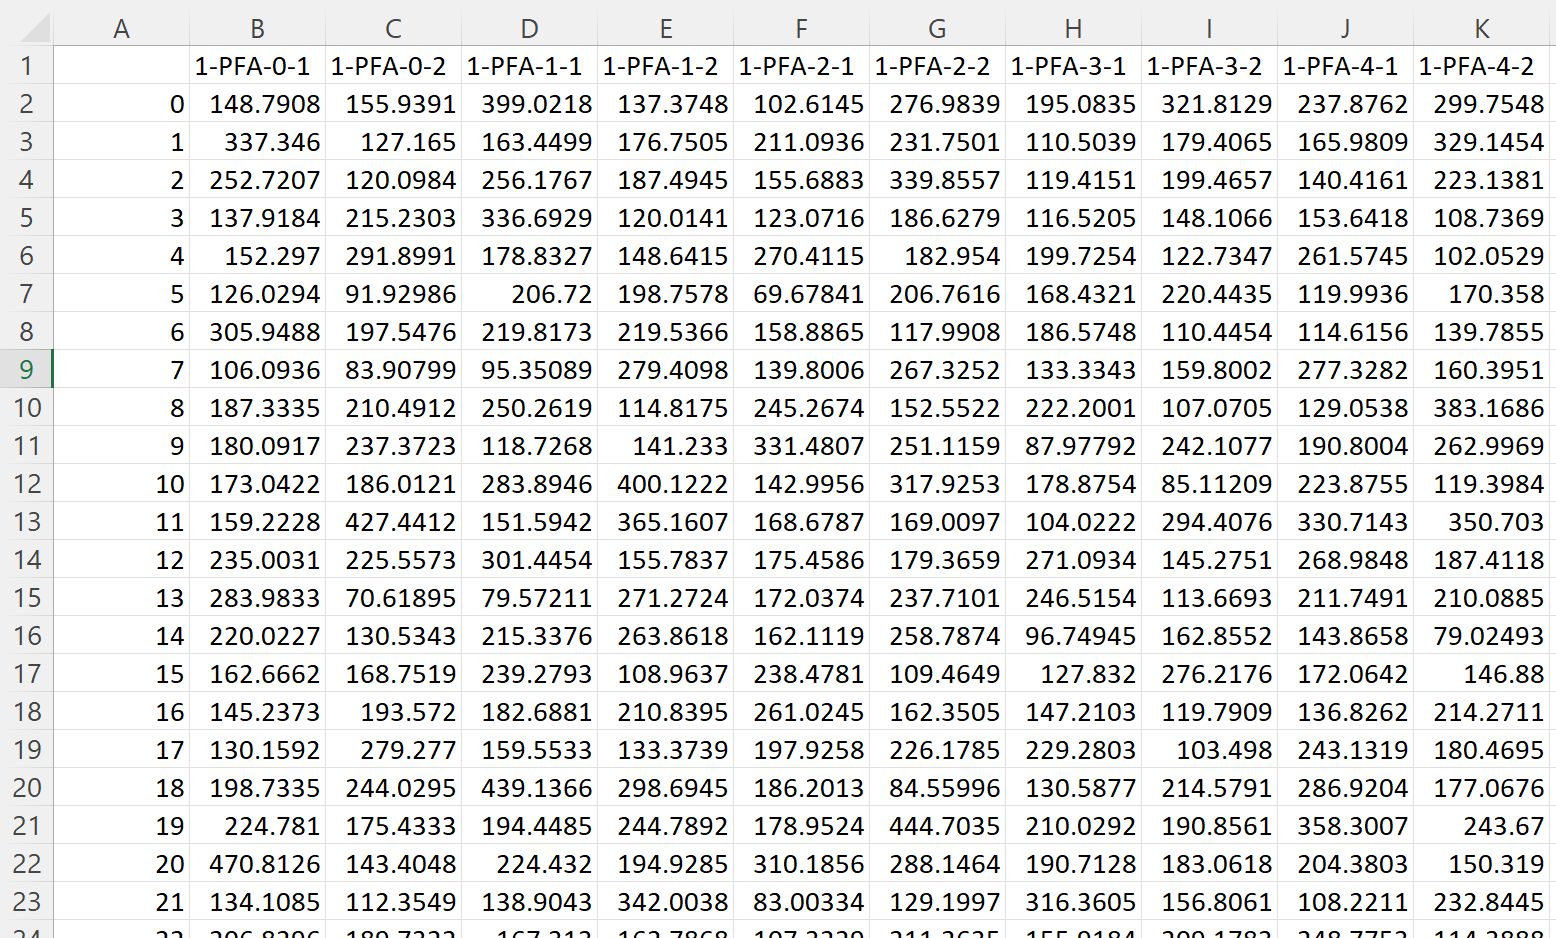 A B C D E F G H I J K
1 1-PFA-0-1 1-PFA-0-2 1-PFA-1-1 1-PFA-1-2 1-PFA-2-1 1-PFA-2-2 1-PFA-3-1 1-PFA-3-2 1-PFA-4-1 1-PFA-4-2
2 0 148.7908 155.9391 399.0218 137.3748 102.6145 276.9839 195.0835 321.8129 237.8762 299.7548
3 1 337.346 127.165 163.4499 176.7505 211.0936 231.7501 110.5039 179.4065 165.9809 329.1454
4 2 252.7207 120.0984 256.1767 187.4945 155.6883 339.8557 119.4151 199.4657 140.4161 223.1381
5 3 137.9184 215.2303 336.6929 120.0141 123.0716 186.6279 116.5205 148.1066 153.6418 108.7369
6 4 152.297 291.8991 178.8327 148.6415 270.4115 182.954 199.7254 122.7347 261.5745 102.0529
7 5 126.0294 91.92986 206.72 198.7578 69.67841 206.7616 168.4321 220.4435 119.9936 170.358
8 6 305.9488 197.5476 219.8173 219.5366 158.8865 117.9908 186.5748 110.4454 114.6156 139.7855
9 7 106.0936 83.90799 95.35089 279.4098 139.8006 267.3252 133.3343 159.8002 277.3282 160.3951
10 8 187.3335 210.4912 250.2619 114.8175 245.2674 152.5522 222.2001 107.0705 129.0538 383.1686
11 9 180.0917 237.3723 118.7268 141.233 331.4807 251.1159 87.97792 242.1077 190.8004 262.9969
12 10 173.0422 186.0121 283.8946 400.1222 142.9956 317.9253 178.8754 85.11209 223.8755 119.3984
13 11 159.2228 427.4412 151.5942 365.1607 168.6787 169.0097 104.0222 294.4076 330.7143 350.703
14 12 235.0031 225.5573 301.4454 155.7837 175.4586 179.3659 271.0934 145.2751 268.9848 187.4118
15 13 283.9833 70.61895 79.57211 271.2724 172.0374 237.7101 246.5154 113.6693 211.7491 210.0885
16 14 220.0227 130.5343 215.3376 263.8618 162.1119 258.7874 96.74945 162.8552 143.8658 79.02493
17 15 162.6662 168.7519 239.2793 108.9637 238.4781 109.4649 127.832 276.2176 172.0642 146.88
18 16 145.2373 193.572 182.6881 210.8395 261.0245 162.3505 147.2103 119.7909 136.8262 214.2711
19 17 130.1592 279.277 159.5533 133.3739 197.9258 226.1785 229.2803 103.498 243.1319 180.4695
20 18 198.7335 244.0295 439.1366 298.6945 186.2013 84.55996 130.5877 214.5791 286.9204 177.0676
21 19 224.781 175.4333 194.4485 244.7892 178.9524 444.7035 210.0292 190.8561 358.3007 243.67
22 20 470.8126 143.4048 224.432 194.9285 310.1856 288.1464 190.7128 183.0618 204.3803 150.319
23 21 134.1085 112.3549 138.9043 342.0038 83.00334 129.1997 316.3605 156.8061 108.2211 232.8445